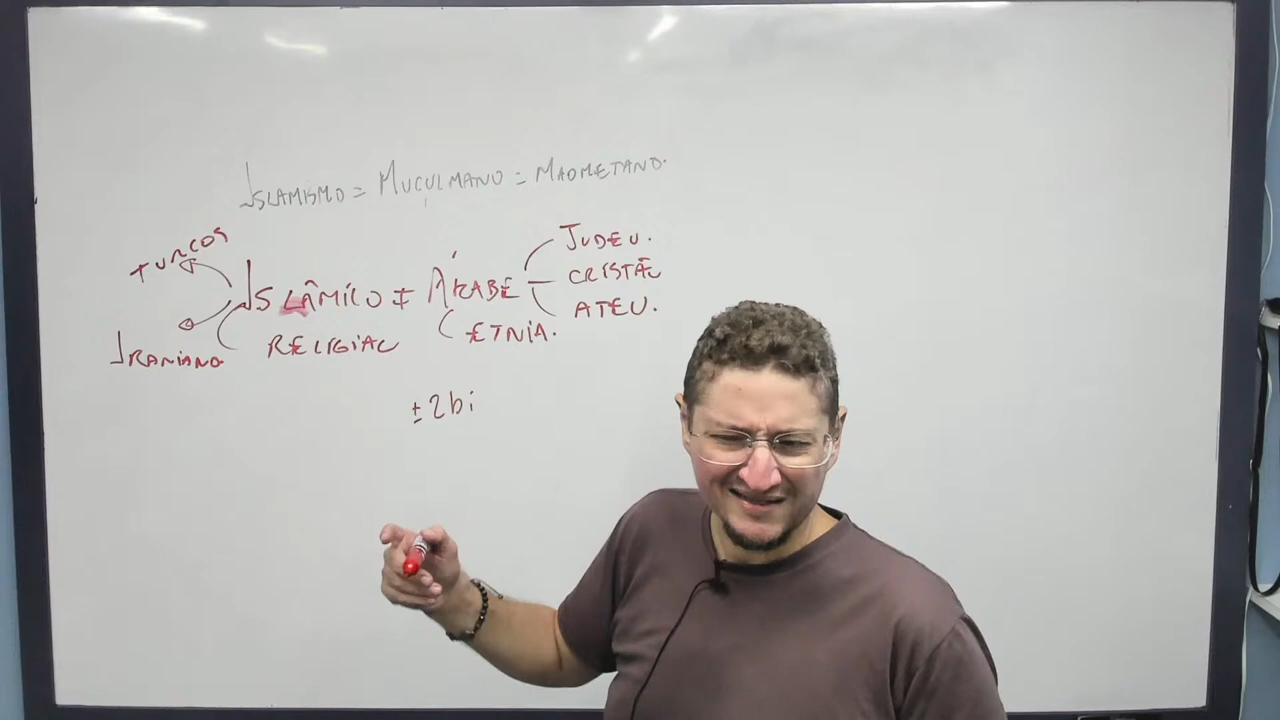 ISLAMISMO = MUCULMANO = MAOMETANO.
TURCOS
JUDEU.
ISLÂMICO ≠ ÁRABE
CRISTÃO
ATEU.
IRANIANO
RELIGIÃO
ETNIA.
± 2bi